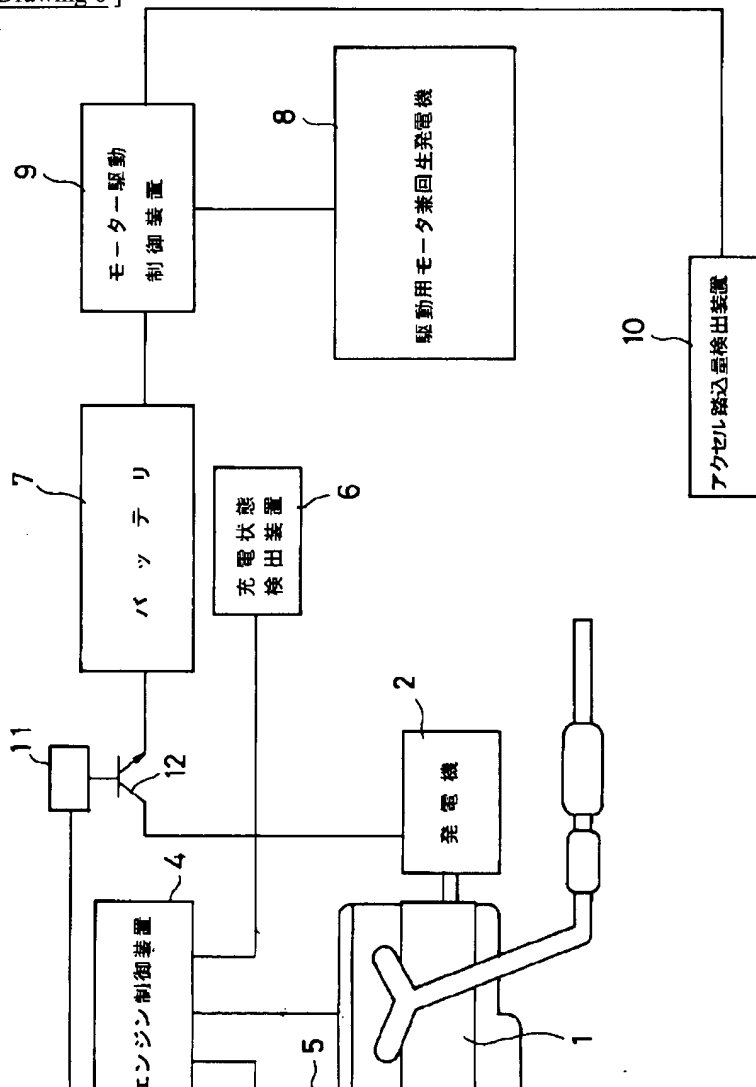 Drawing 6 ]
9
モーター駆動
制御装置
8
駆動用モータ兼回生発電機
10
アクセル踏込量検出装置
7
バッテリ
充電状態
検出装置
6
11
12
2
発電機
4
エンジン制御装置
5
1